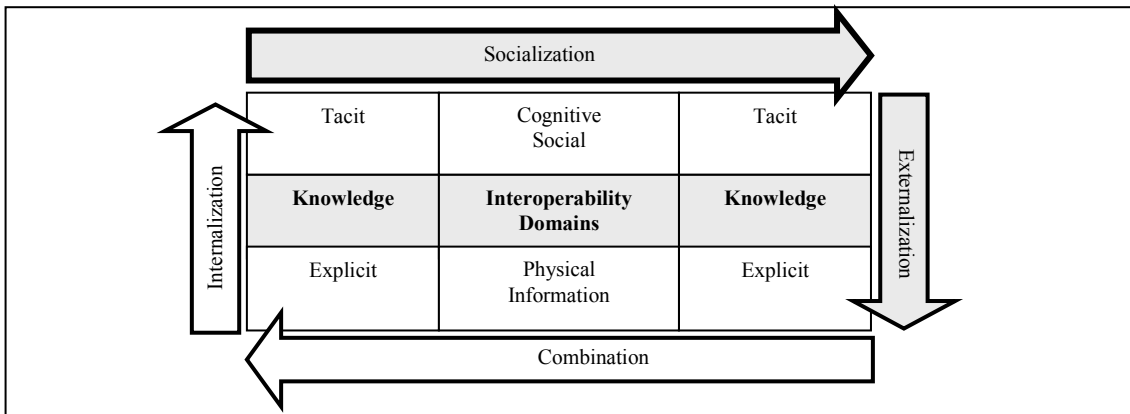 Socialization
Internalization
Tacit
Cognitive
Social
Tacit
Externalization
Knowledge
Interoperability
Domains
Knowledge
Explicit
Physical
Information
Explicit
Combination